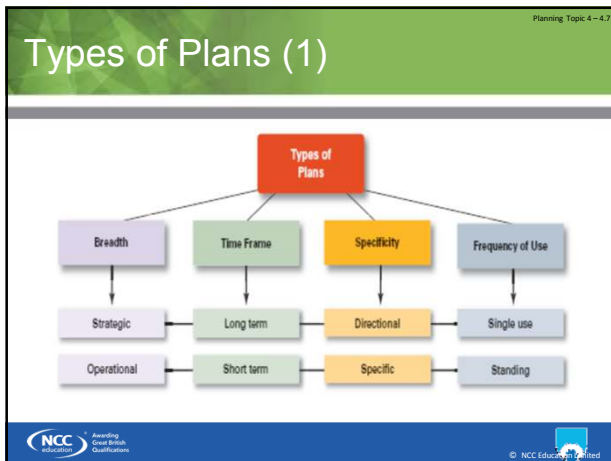 Planning Topic 4 – 4.7
Types of Plans (1)
Types of
Plans
Breadth
Time Frame
Specificity
Frequency of Use
Strategic
Long term
Directional
Single use
Operational
Short term
Specific
Standing
NCC
education
Awarding
Great British
Qualifications
© NCC Education Limited